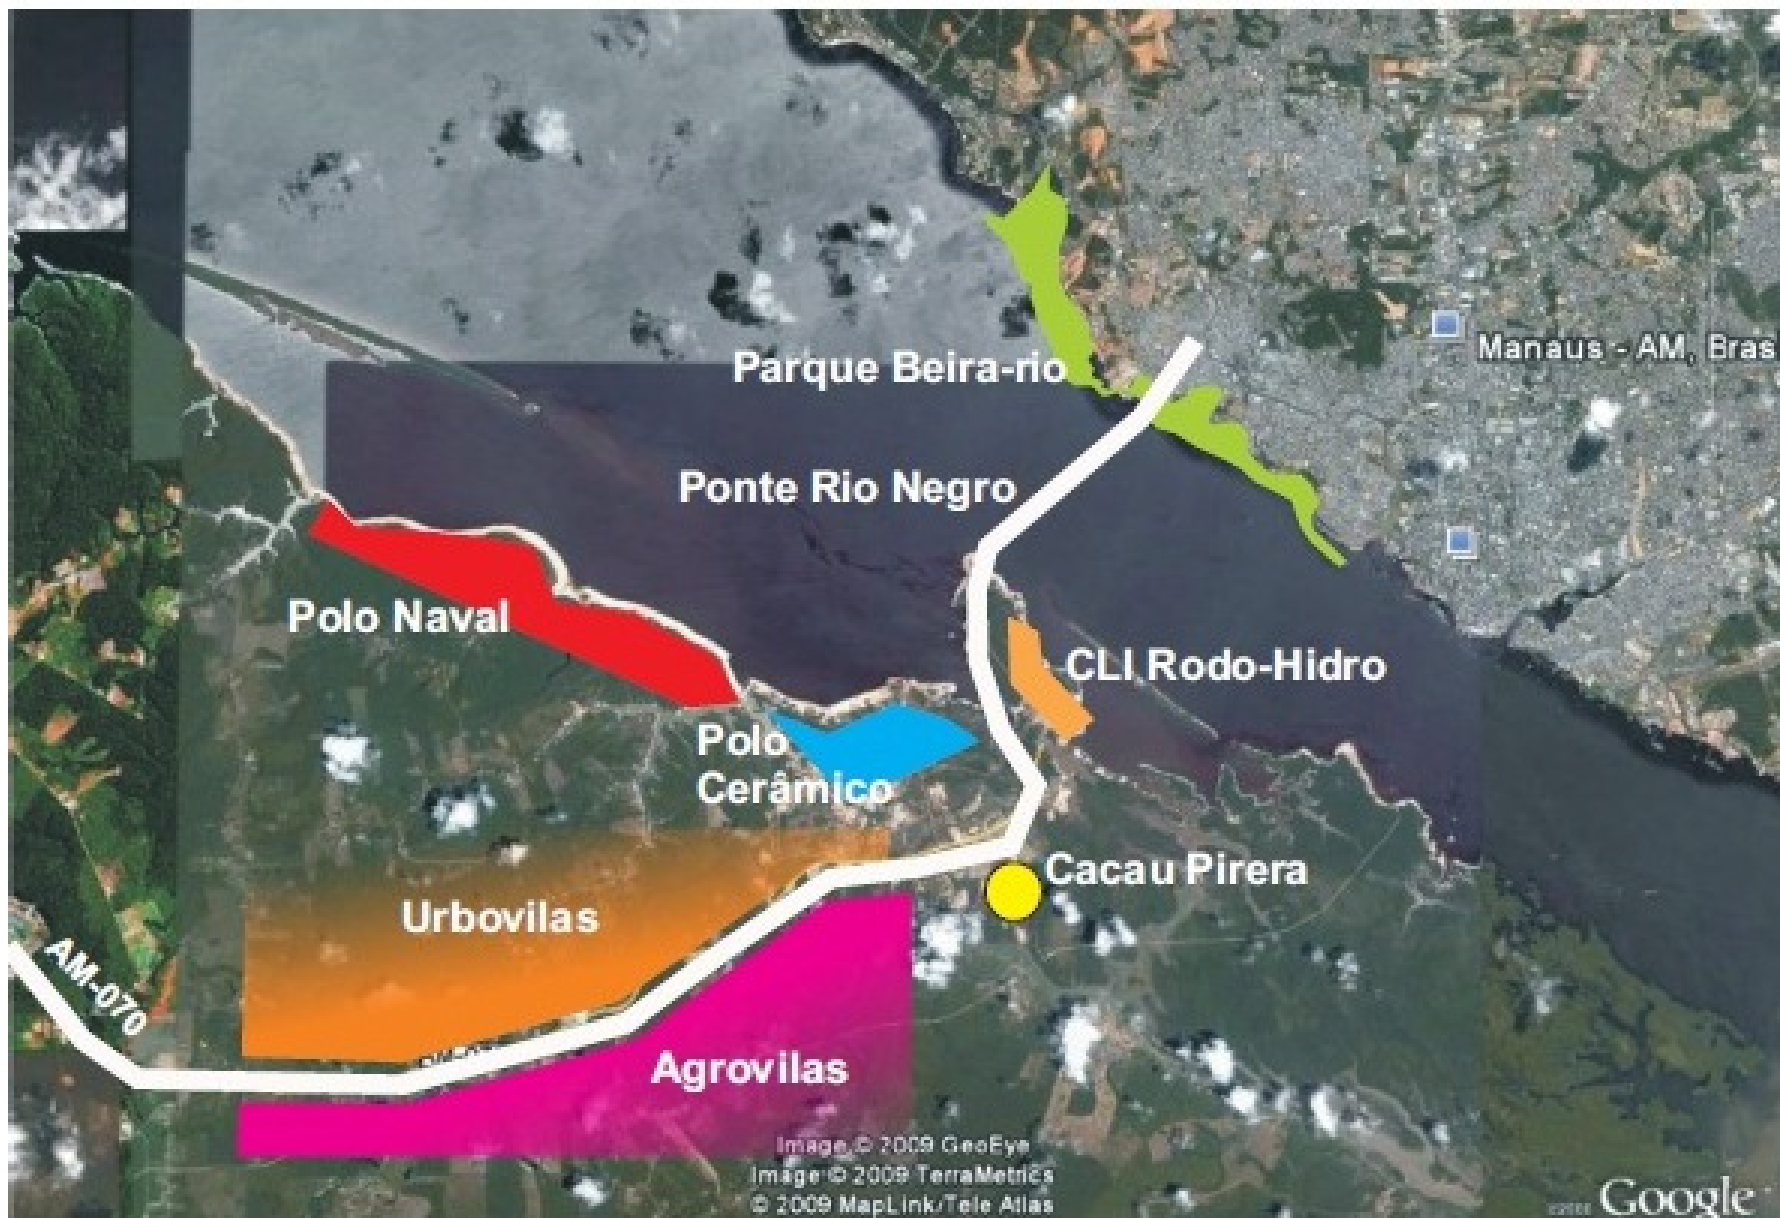 Parque Beira-rio
Manaus - AM, Bras
Ponte Rio Negro
Polo Naval
CLI Rodo-Hidro
Polo
Cerâmico
Cacau Pirera
Urbovilas
AM-070
Agrovilas
Image © 2009 GeoEye
Image © 2009 TerraMetrics
© 2009 MapLink/Tele Atlas
Google